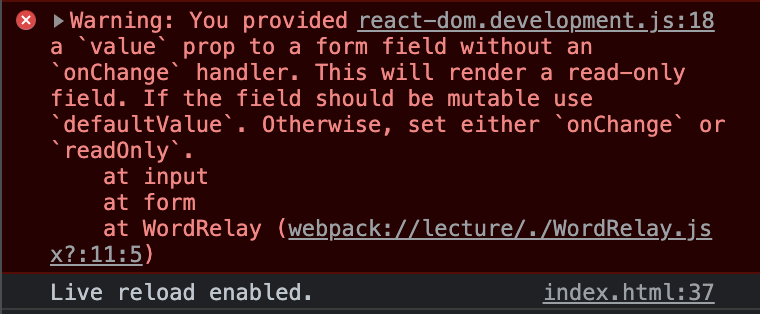 Warning: You provided react-dom.development.js:18
a `value` prop to a form field without an
`onChange` handler. This will render a read-only
field. If the field should be mutable use
`defaultValue`. Otherwise, set either `onChange` or
`readOnly`.
at input
at form
at WordRelay (webpack://lecture/./WordRelay.js
x?:11:5)
Live reload enabled. index.html:37